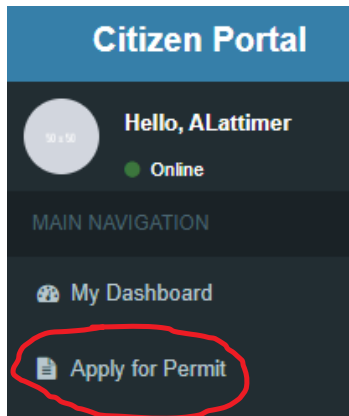 Citizen Portal
50 x 50
Hello, ALattimer
Online
MAIN NAVIGATION
My Dashboard
Apply for Permit